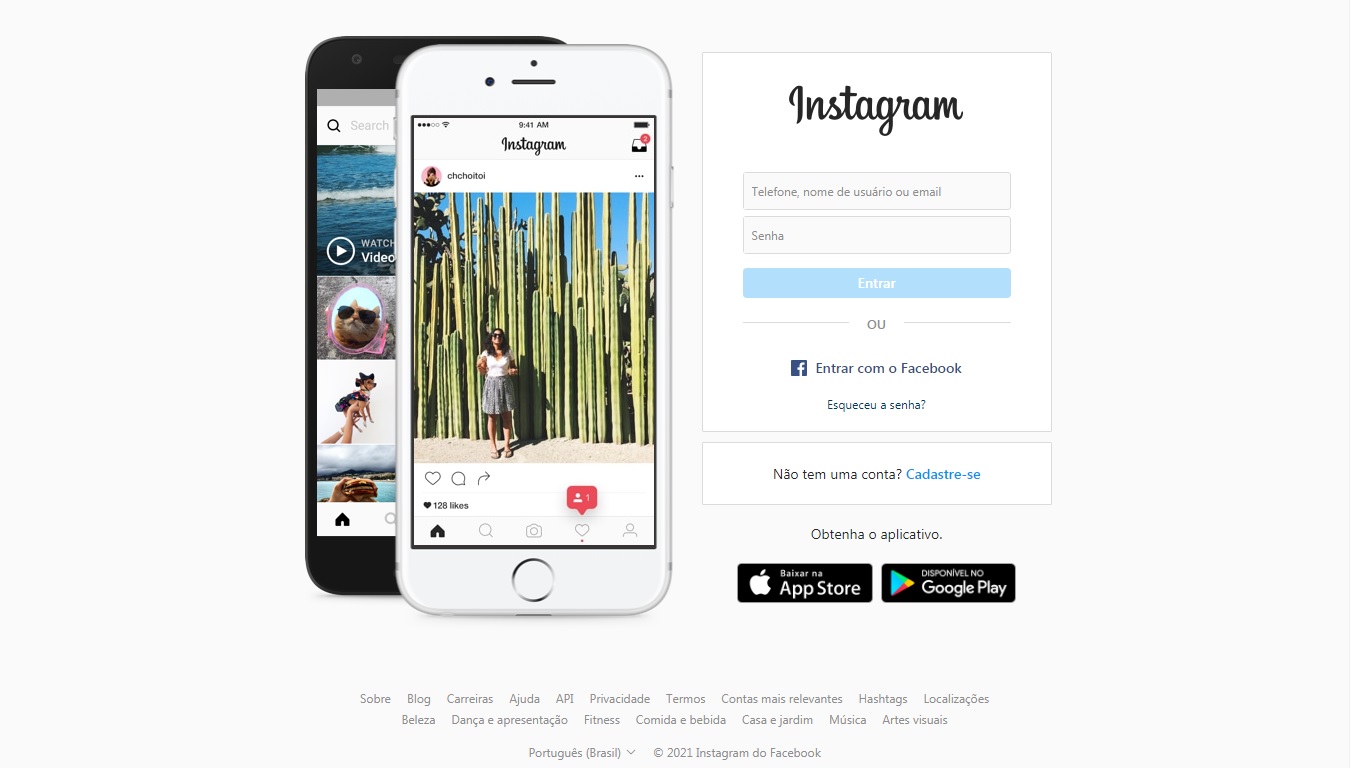 Search
WATCH
Video
9:41 AM
Instagram
2
chchoitoi
128 likes
1
Instagram
Telefone, nome de usuário ou email
Senha
Entrar
OU
Entrar com o Facebook
Esqueceu a senha?
Não tem uma conta? Cadastre-se
Obtenha o aplicativo.
Baixar na
App Store
DISPONÍVEL NO
Google Play
Sobre Blog Carreiras Ajuda API Privacidade Termos Contas mais relevantes Hashtags Localizações
Beleza Dança e apresentação Fitness Comida e bebida Casa e jardim Música Artes visuais
Português (Brasil) © 2021 Instagram do Facebook